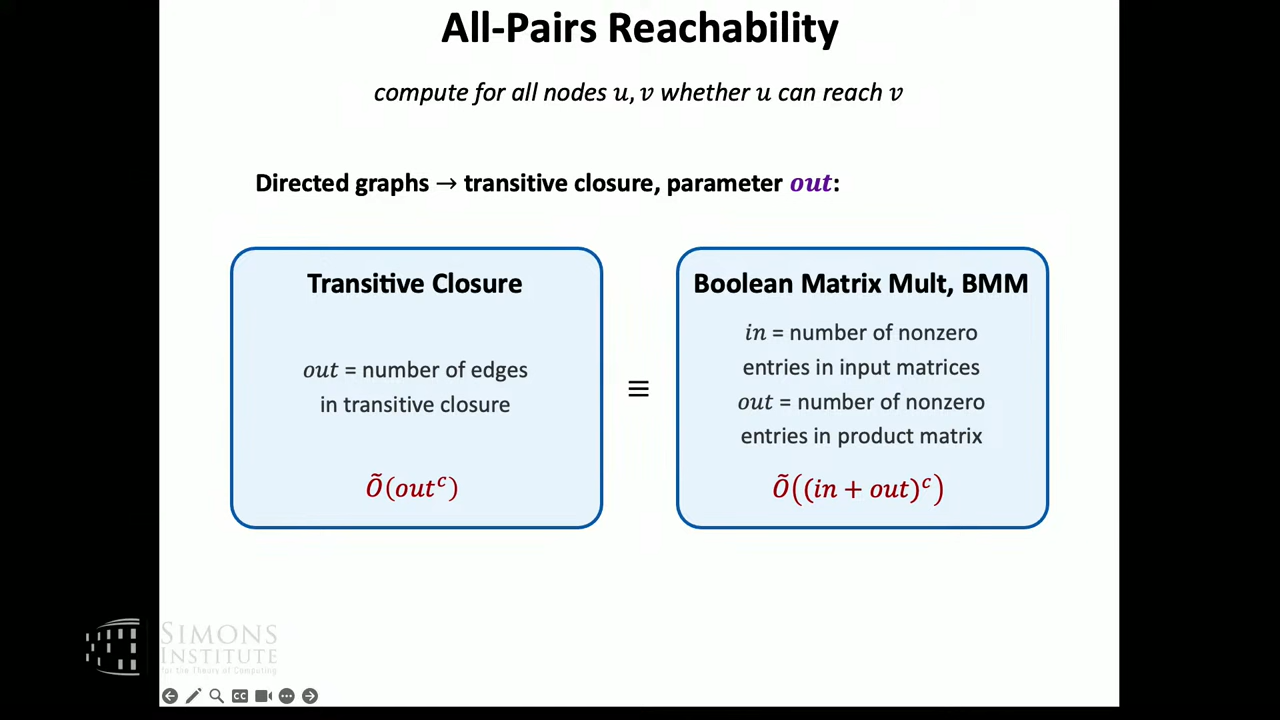 All-Pairs Reachability
compute for all nodes u, v whether u can reach v
Directed graphs → transitive closure, parameter out:
Transitive Closure
out = number of edges
in transitive closure
Õ(outᶜ)
≡
Boolean Matrix Mult, BMM
in = number of nonzero
entries in input matrices
out = number of nonzero
entries in product matrix
Õ((in + out)ᶜ)
SIMONS
INSTITUTE
for the Theory of Computing
CC